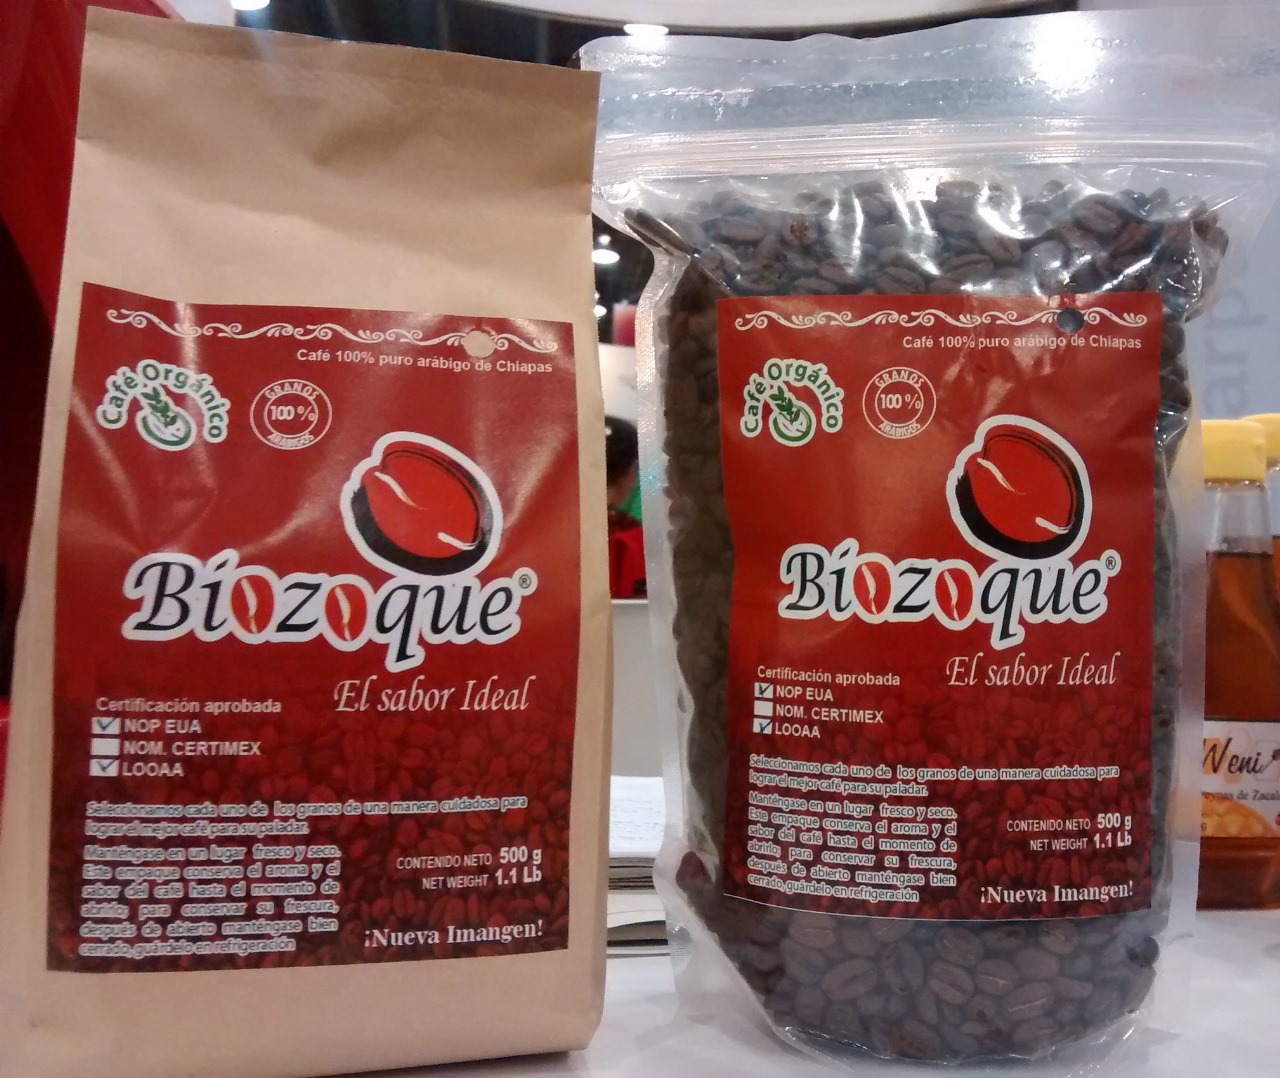 Café 100% puro arábigo de Chiapas
Café Orgánico
GRANOS
100 %
ARÁBIGOS
Biozoque®
El sabor Ideal
Certificación aprobada
NOP EUA
NOM. CERTIMEX
LOOAA
Seleccionamos cada uno de los granos de una manera cuidadosa para
lograr el mejor café para su paladar.
Manténgase en un lugar fresco y seco.
Este empaque conserva el aroma y el
sabor del café hasta el momento de
abrirlo; para conservar su frescura,
después de abierto manténgase bien
cerrado, guárdelo en refrigeración
CONTENIDO NETO 500 g
NET WEIGHT 1.1 Lb
¡Nueva Imangen!
Café 100% puro arábigo de Chiapas
Café Orgánico
GRANOS
100 %
ARÁBIGOS
Biozoque®
El sabor Ideal
Certificación aprobada
NOP EUA
NOM. CERTIMEX
LOOAA
Seleccionamos cada uno de los granos de una manera cuidadosa para
lograr el mejor café para su paladar.
Manténgase en un lugar fresco y seco.
Este empaque conserva el aroma y el
sabor del café hasta el momento de
abrirlo; para conservar su frescura,
después de abierto manténgase bien
cerrado, guárdelo en refrigeración
CONTENIDO NETO 500 g
NET WEIGHT 1.1 Lb
¡Nueva Imangen!
Weni
de